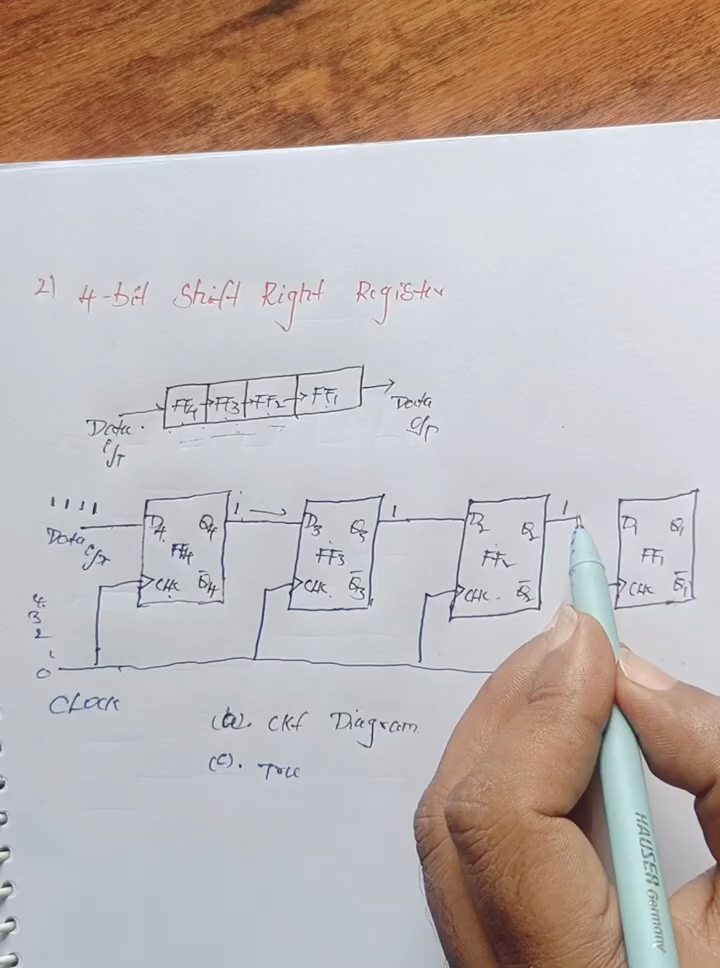 2) 4-bit Shift Right Register
FF4 FF3 FF2 FF1
Data
Data
O/P
1 1 1 1
1
1
1
D4 Q4
D3 Q3
D2 Q2
D1 Q1
Data
FF4
FF3
FF2
FF1
CLK Q̅4
CLK Q̅3
CLK
CLK Q̅1
4
3
2
1
0
CLOCK
(b). CKT Diagram
(C).
HAUSER Germany